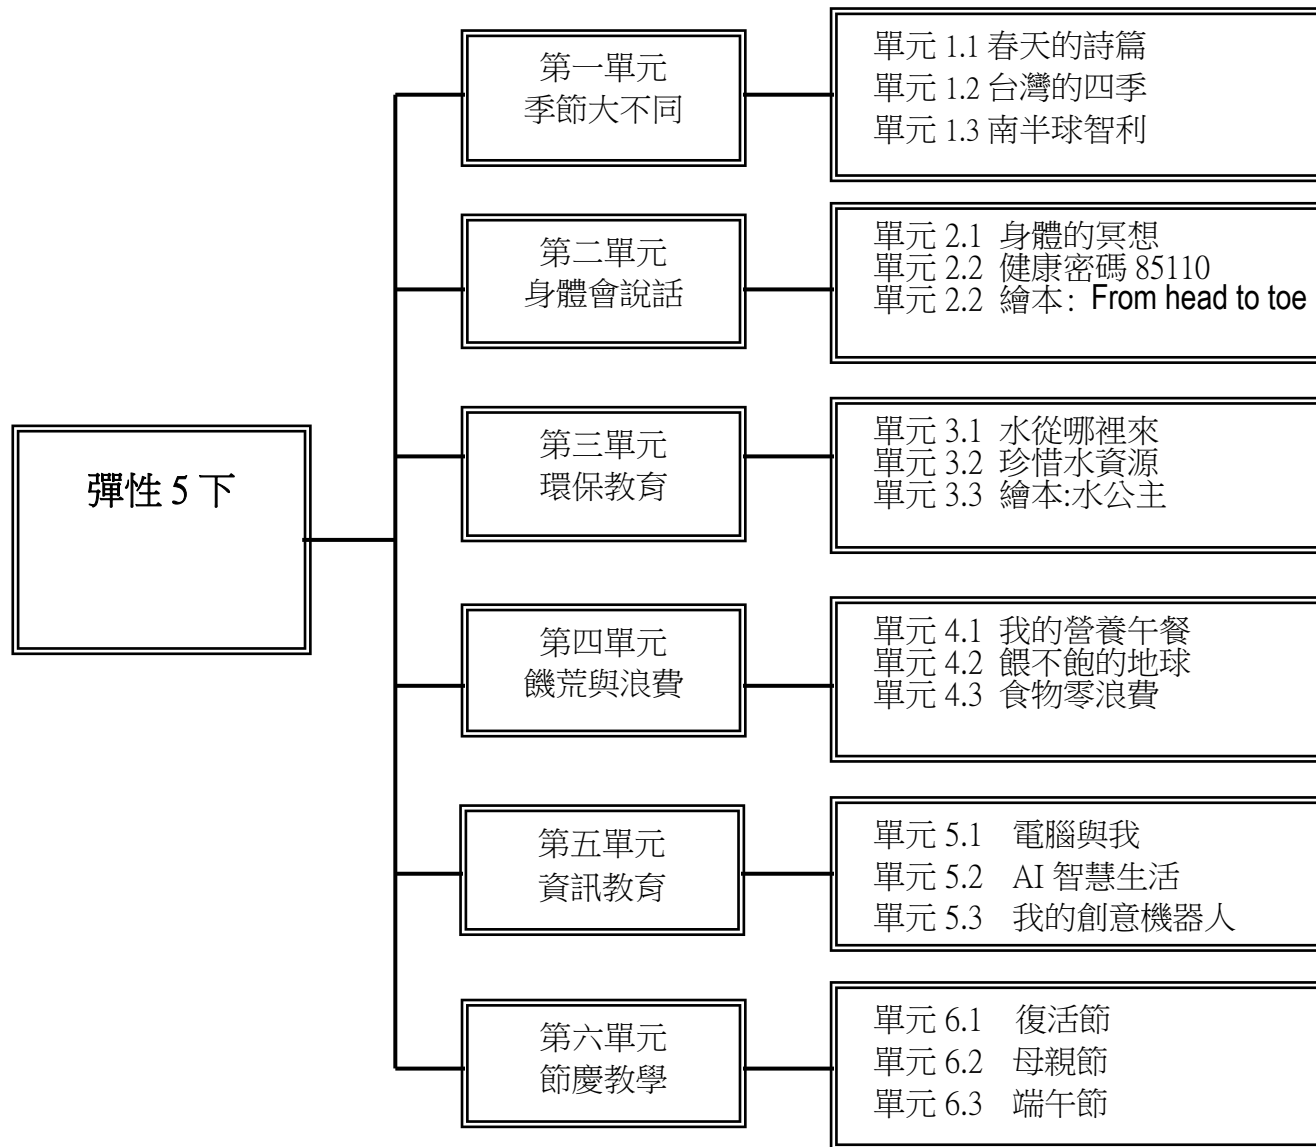 彈性 5 下
第一單元
季節大不同
單元 1.1 春天的詩篇
單元 1.2 台灣的四季
單元 1.3 南半球智利
第二單元
身體會說話
單元 2.1 身體的冥想
單元 2.2 健康密碼 85110
單元 2.2 繪本: From head to toe
第三單元
環保教育
單元 3.1 水從哪裡來
單元 3.2 珍惜水資源
單元 3.3 繪本:水公主
第四單元
饑荒與浪費
單元 4.1 我的營養午餐
單元 4.2 餵不飽的地球
單元 4.3 食物零浪費
第五單元
資訊教育
單元 5.1 電腦與我
單元 5.2 AI 智慧生活
單元 5.3 我的創意機器人
第六單元
節慶教學
單元 6.1 復活節
單元 6.2 母親節
單元 6.3 端午節